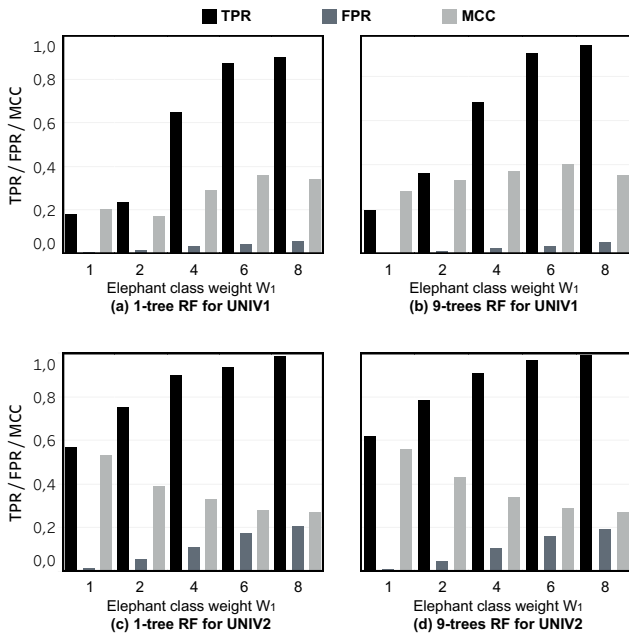 TPR FPR MCC
TPR / FPR / MCC
1,0
0,8
0,6
0,4
0,2
0,0
1 2 4 6 8
Elephant class weight W1
(a) 1-tree RF for UNIV1
1 2 4 6 8
Elephant class weight W1
(b) 9-trees RF for UNIV1
TPR / FPR / MCC
1,0
0,8
0,6
0,4
0,2
0,0
1 2 4 6 8
Elephant class weight W1
(c) 1-tree RF for UNIV2
1 2 4 6 8
Elephant class weight W1
(d) 9-trees RF for UNIV2